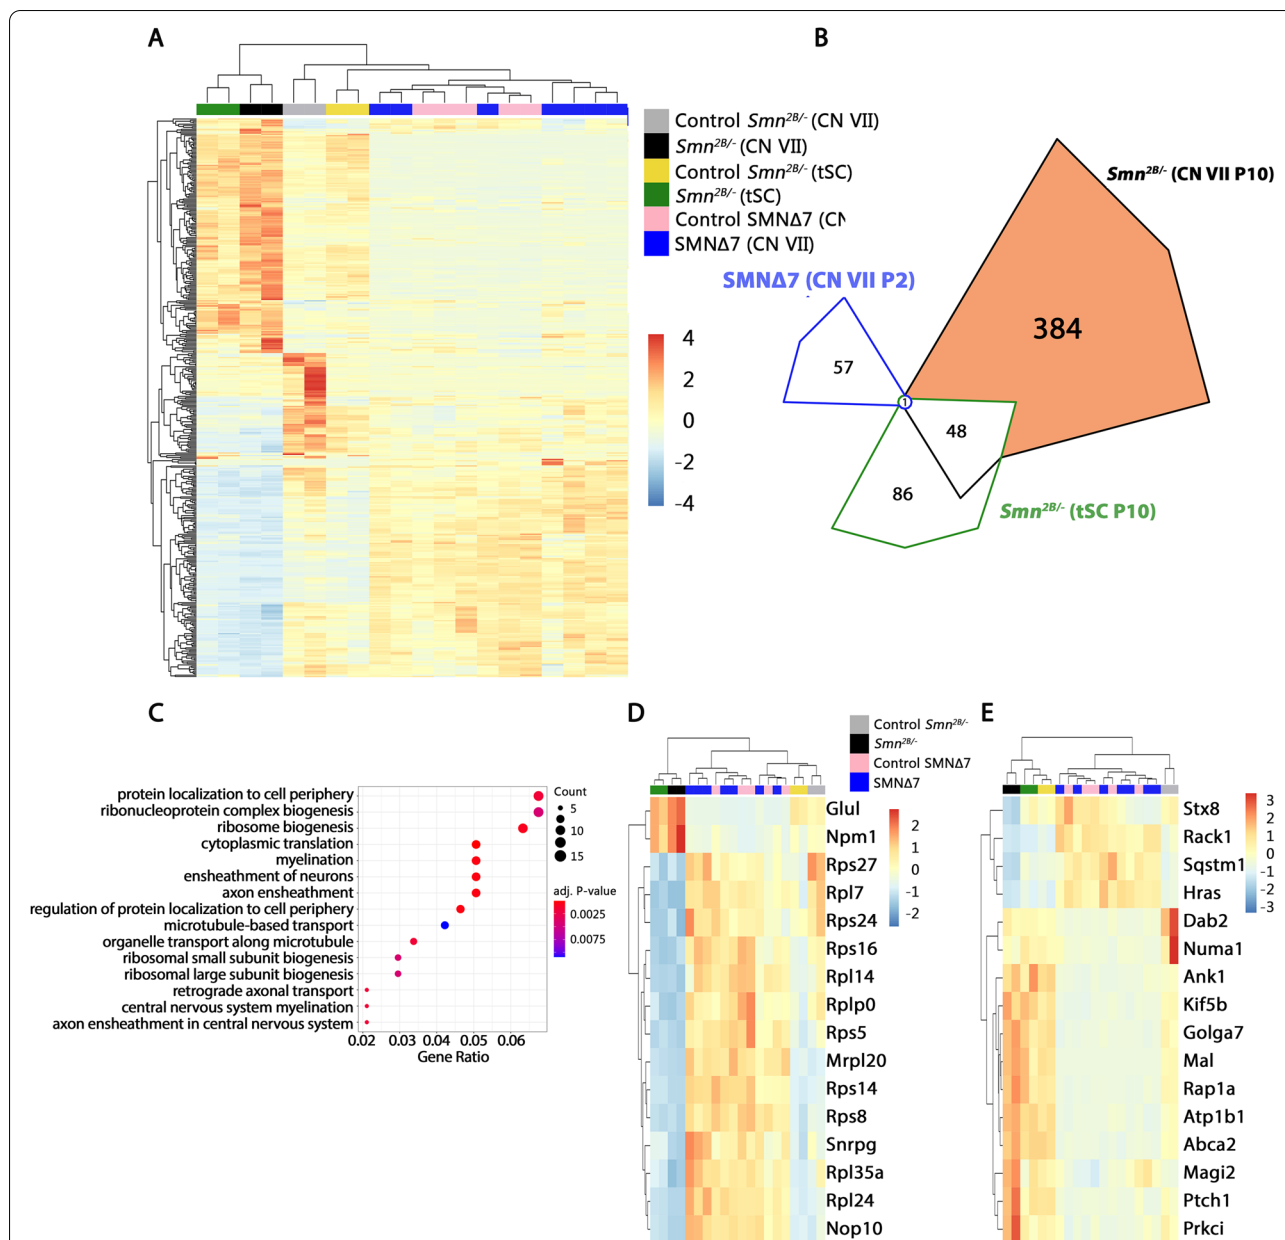 A
Control Smn2B/- (CN VII)
Smn2B/- (CN VII)
Control Smn2B/- (tSC)
Smn2B/- (tSC)
Control SMNΔ7 (CN
SMNΔ7 (CN VII)
4
2
0
-2
-4
B
Smn2B/- (CN VII P10)
SMNΔ7 (CN VII P2)
384
57
1
48
86
Smn2B/- (tSC P10)
C
protein localization to cell periphery
ribonucleoprotein complex biogenesis
ribosome biogenesis
cytoplasmic translation
myelination
ensheathment of neurons
axon ensheathment
regulation of protein localization to cell periphery
microtubule-based transport
organelle transport along microtubule
ribosomal small subunit biogenesis
ribosomal large subunit biogenesis
retrograde axonal transport
central nervous system myelination
axon ensheathment in central nervous system
0.02 0.03 0.04 0.05 0.06
Gene Ratio
Count
5
10
15
adj. P-value
0.0025
0.0075
D
Control Smn2B/-
Smn2B/-
Control SMNΔ7
SMNΔ7
Glul
Npm1
Rps27
Rpl7
Rps24
Rps16
Rpl14
Rplp0
Rps5
Mrpl20
Rps14
Rps8
Snrpg
Rpl35a
Rpl24
Nop10
2
1
0
-1
-2
E
Stx8
Rack1
Sqstm1
Hras
Dab2
Numa1
Ank1
Kif5b
Golga7
Mal
Rap1a
Atp1b1
Abca2
Magi2
Ptch1
Prkci
3
2
1
0
-1
-2
-3